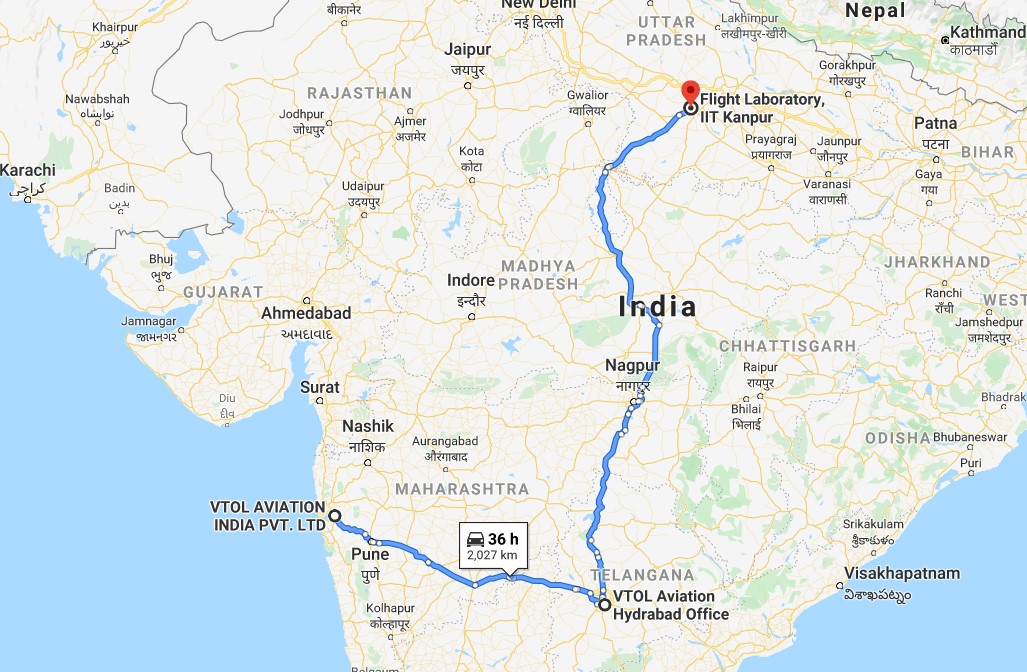 New Delhi
नई दिल्ली
Nepal
Khairpur
خيرپور
बीकानेर
UTTAR
PRADESH
Lakhimpur
लखीमपुर-खीरी
Kathmand
काठमाडौं
Jaipur
जयपुर
Gorakhpur
गोरखपुर
Nawabshah
نوابشاہ
RAJASTHAN
Jodhpur
जोधपुर
Ajmer
अजमेर
Gwalior
ग्वालियर
Flight Laboratory,
IIT Kanpur
Prayagraj
प्रयागराज
Jaunpur
जौनपुर
Patna
पटना
BIHAR
Karachi
کراچی
Badin
بدین
Kota
कोटा
Udaipur
उदयपुर
Varanasi
वाराणसी
Gaya
गया
Bhuj
ભુજ
GUJARAT
Indore
इन्दौर
MADHYA
PRADESH
JHARKHAND
Ranchi
राँची
WEST
Jamnagar
જામનગર
Ahmedabad
અમદાવાદ
India
Jamshedpur
जमशेदपुर
CHHATTISGARH
Surat
Nagpur
नागपुर
Raipur
रायपुर
Bhilai
भिलाई
Diu
દીવ
Bhadrak
Nashik
नाशिक
Aurangabad
औरंगाबाद
ODISHA
Bhubaneswar
Puri
MAHARASHTRA
VTOL AVIATION
INDIA PVT. LTD
36 h
2,027 km
Pune
पुणे
Srikakulam
శ్రీకాకుళం
TELANGANA
Visakhapatnam
విశాఖపట్నం
VTOL Aviation
Hydrabad Office
Kolhapur
कोल्हापूर
Belgaum